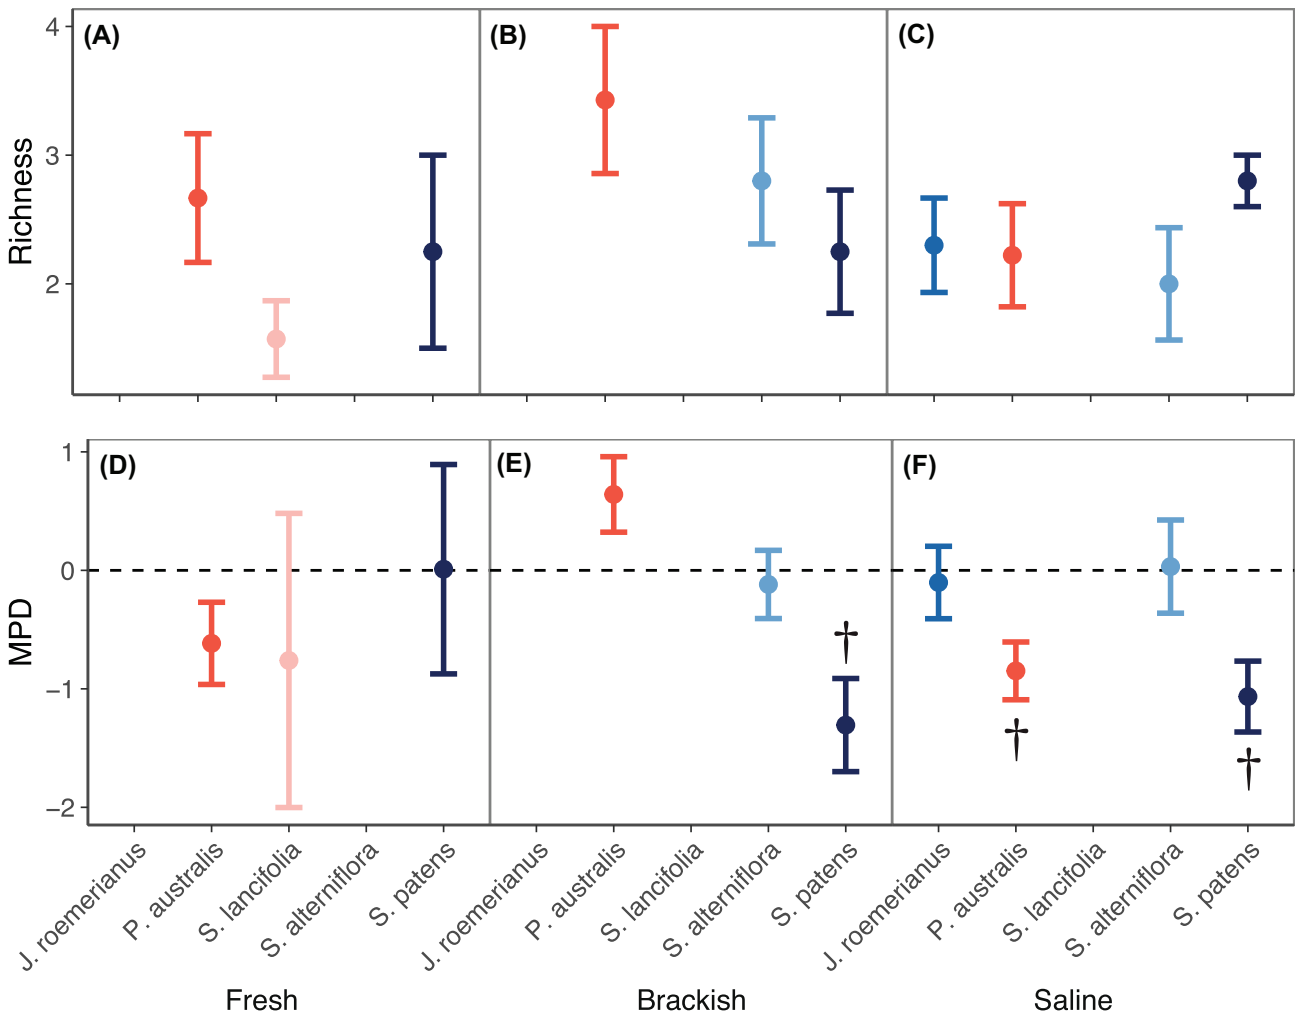 (A)
(B)
(C)
Richness
4
3
2
(D)
(E)
(F)
MPD
1
0
−1
−2
†
†
†
J. roemerianus
P. australis
S. lancifolia
S. alterniflora
S. patens
J. roemerianus
P. australis
S. lancifolia
S. alterniflora
S. patens
J. roemerianus
P. australis
S. lancifolia
S. alterniflora
S. patens
Fresh
Brackish
Saline